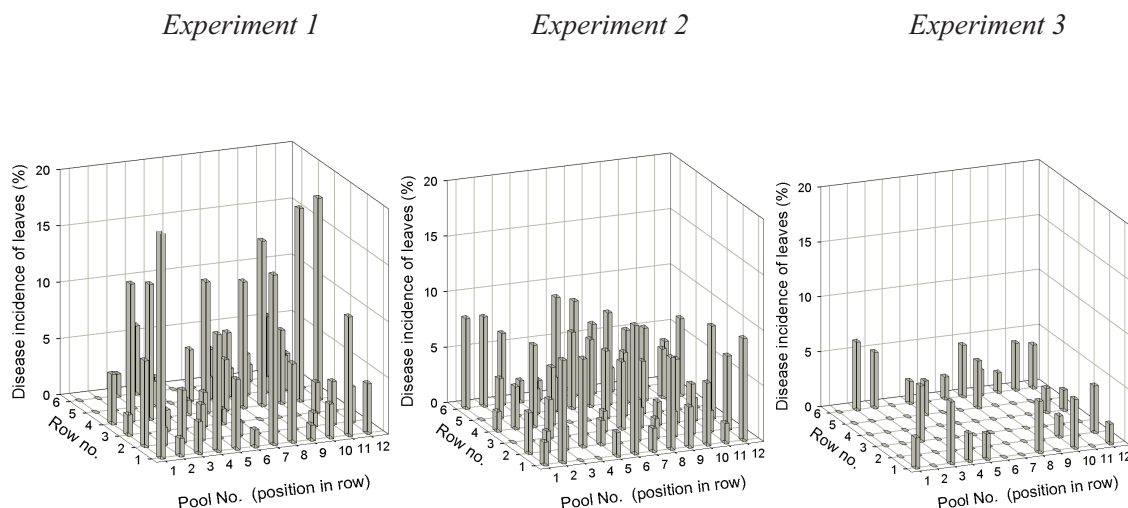 Experiment 1
Experiment 2
Experiment 3
Disease incidence of leaves (%)
20
15
10
5
0
6
5
4
3
2
1
Row no.
1 2 3 4 5 6 7 8 9 10 11 12
Pool No. (position in row)
Disease incidence of leaves (%)
20
15
10
5
0
6
5
4
3
2
1
Row no.
1 2 3 4 5 6 7 8 9 10 11 12
Pool No. (position in row)
Disease incidence of leaves (%)
20
15
10
5
0
6
5
4
3
2
1
Row no.
1 2 3 4 5 6 7 8 9 10 11 12
Pool No. (position in row)